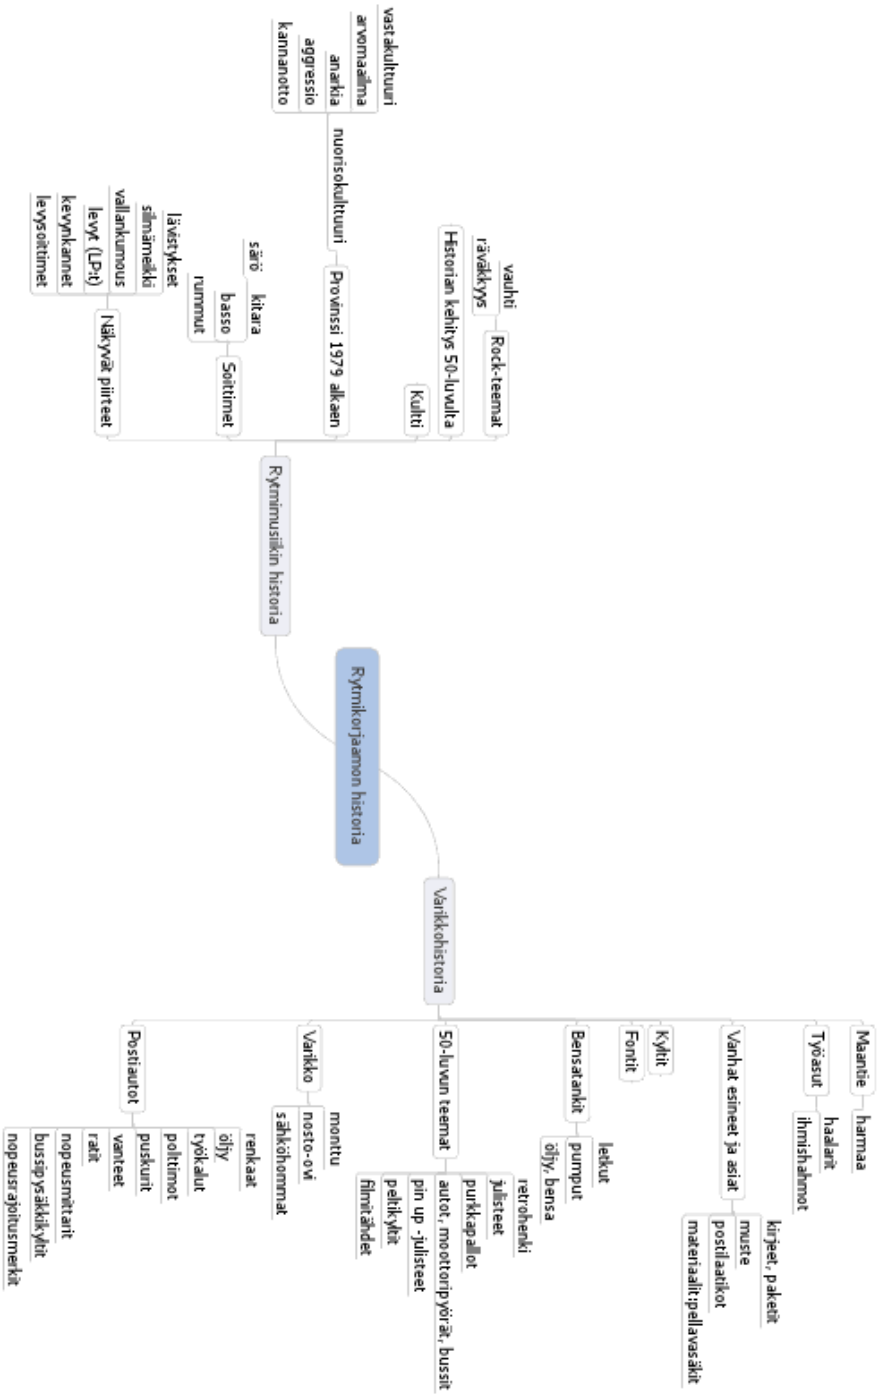 Rytmikorjaamon historia
Rytmimusiikin historia
Rock-teemat
vauhti
räväkkyys
Historian kehitys 50-luvulta
Kultti
Provinssi 1979 alkaen
nuorisokulttuuri
vastakulttuuri
arvomaailma
anarkia
aggressio
kannanotto
Soittimet
kitara
särö
basso
rummut
Näkyvät piirteet
lävistykset
silmämeikki
vallankumous
levyt (LP:t)
kevynkannet
levysoittimet
Varikkohistoria
Maantie
harmaa
Työasut
haalarit
ihmishahmot
Vanhat esineet ja asiat
kirjeet, paketit
muste
postilaatikot
materiaalit:pellavasäkit
Kyltit
Fontit
Bensatankit
letkut
pumput
öljy, bensa
50-luvun teemat
retrohenki
julisteet
purkkapallot
autot, moottoripyörät, bussit
pin up -julisteet
peltikyltit
filmitähdet
Varikko
monttu
nosto-ovi
sähköhommat
Postiautot
renkaat
öljy
työkalut
polttimot
puskurit
vanteet
ratit
nopeusmittarit
bussipysäkkikyltit
nopeusrajoitusmerkit